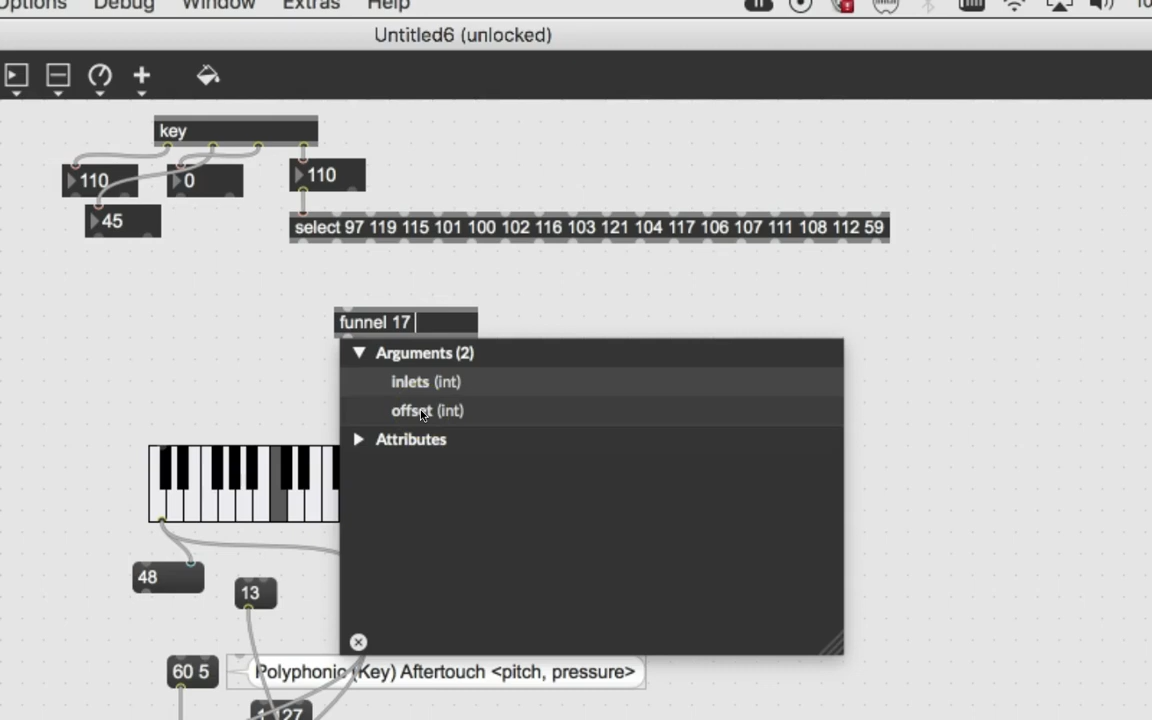 Options Debug Window Extras Help
Untitled6 (unlocked)
key
110
0
110
45
select 97 119 115 101 100 102 116 103 121 104 117 106 107 111 108 112 59
funnel 17
Arguments (2)
inlets (int)
offset (int)
Attributes
48
13
60 5
Polyphonic (Key) Aftertouch <pitch, pressure>
1 127